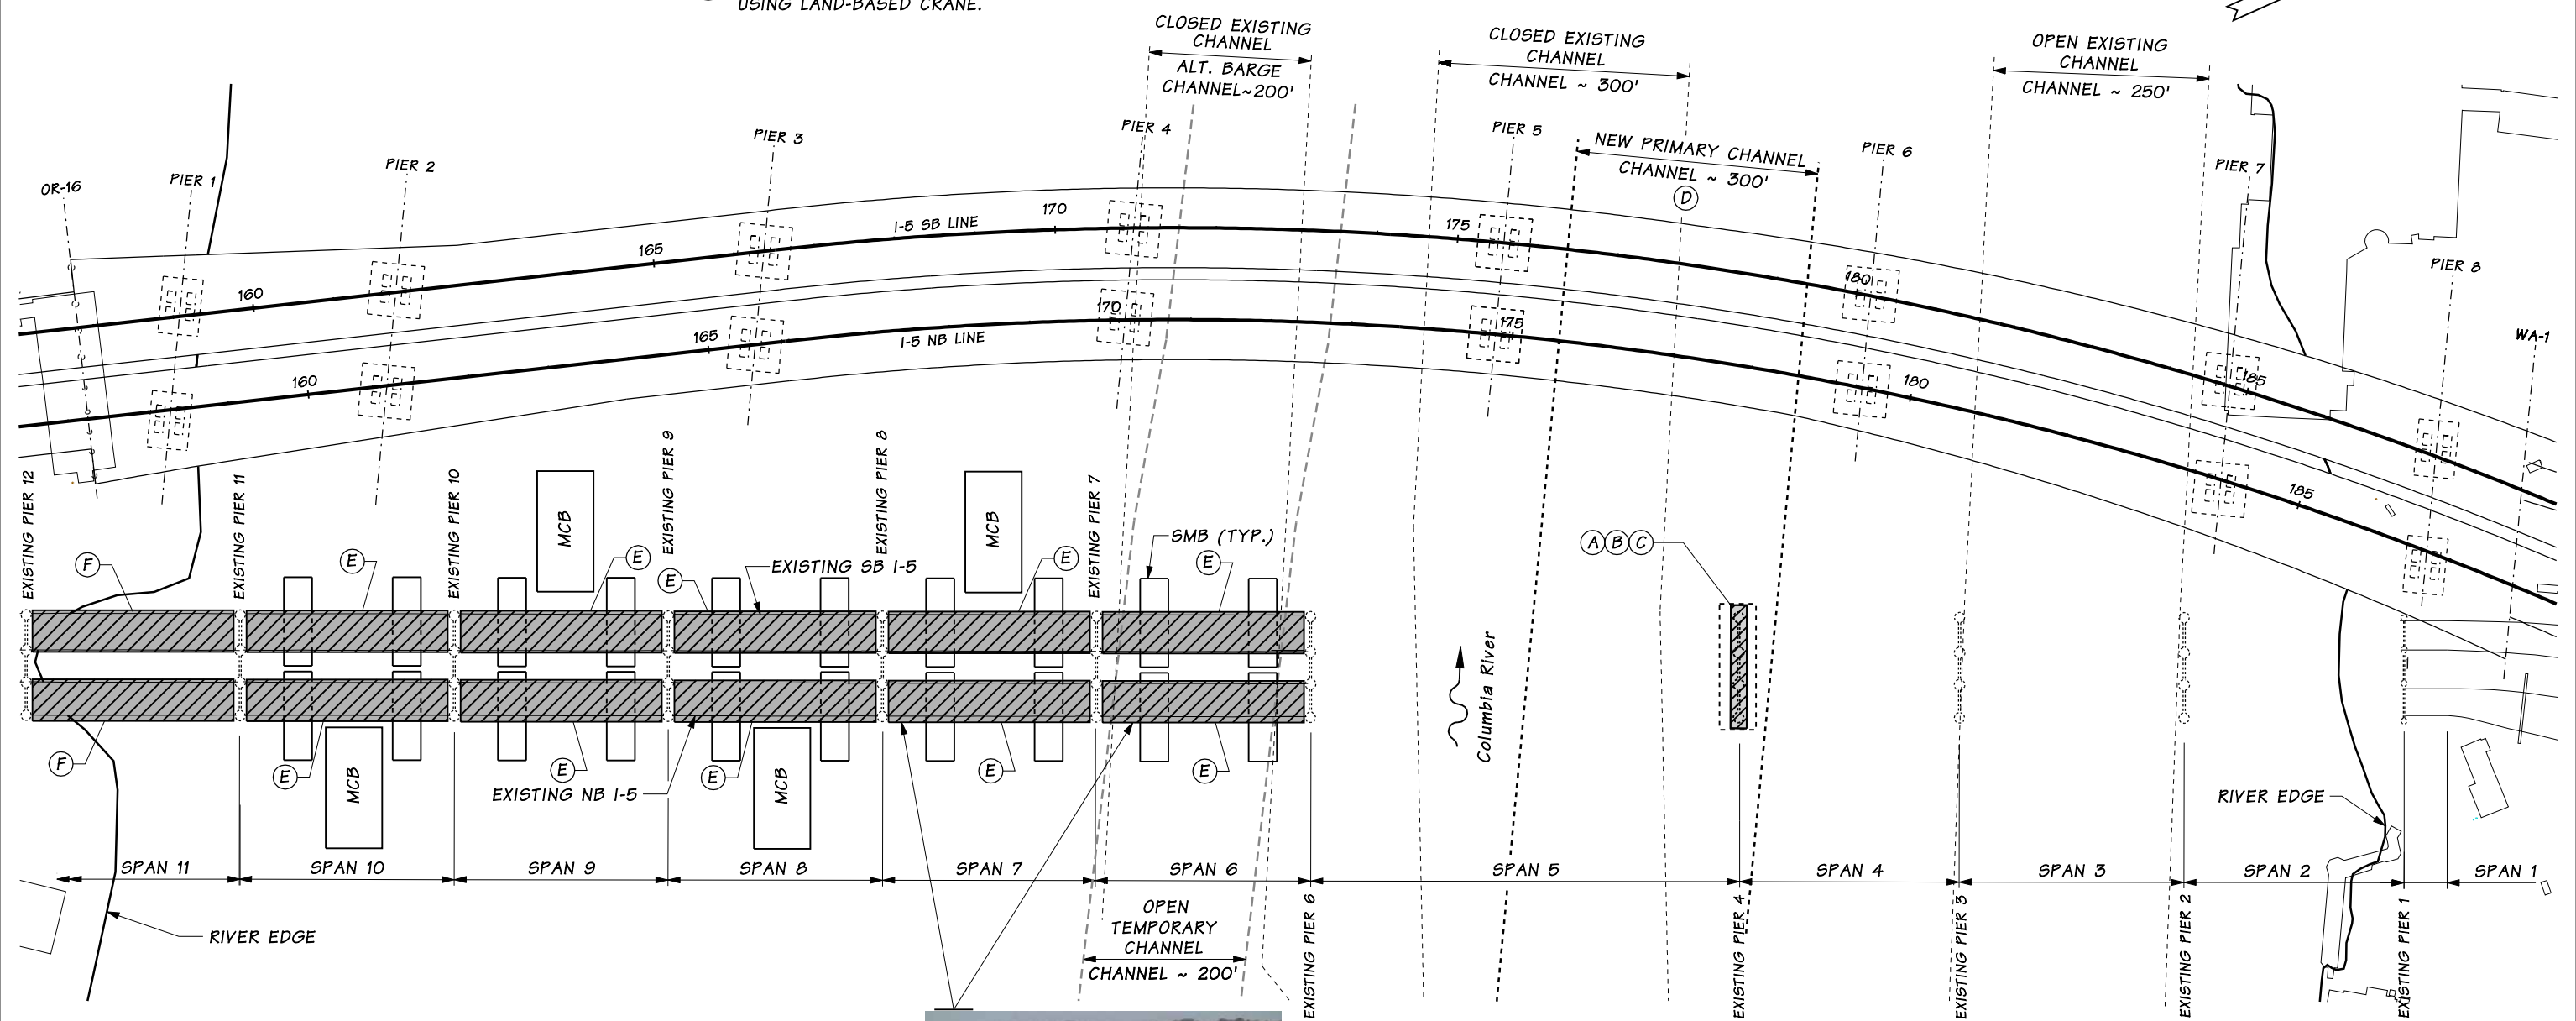 USING LAND-BASED CRANE.
CLOSED EXISTING
CHANNEL
ALT. BARGE
CHANNEL~200'
CLOSED EXISTING
CHANNEL
CHANNEL ~ 300'
OPEN EXISTING
CHANNEL
CHANNEL ~ 250'
NEW PRIMARY CHANNEL
CHANNEL ~ 300'
D
OR-16
PIER 1
PIER 2
PIER 3
PIER 4
PIER 5
PIER 6
PIER 7
PIER 8
WA-1
160
165
I-5 SB LINE
170
175
180
185
160
165
I-5 NB LINE
170
175
180
185
EXISTING PIER 12
EXISTING PIER 11
EXISTING PIER 10
EXISTING PIER 9
EXISTING PIER 8
EXISTING PIER 7
MCB
MCB
SMB (TYP.)
A B C
F
E
E
E
EXISTING SB I-5
E
E
Columbia River
F
E
MCB
E
EXISTING NB I-5
E
MCB
E
E
RIVER EDGE
SPAN 11
SPAN 10
SPAN 9
SPAN 8
SPAN 7
SPAN 6
SPAN 5
SPAN 4
SPAN 3
SPAN 2
SPAN 1
RIVER EDGE
OPEN
TEMPORARY
CHANNEL
CHANNEL ~ 200'
EXISTING PIER 6
EXISTING PIER 4
EXISTING PIER 3
EXISTING PIER 2
EXISTING PIER 1